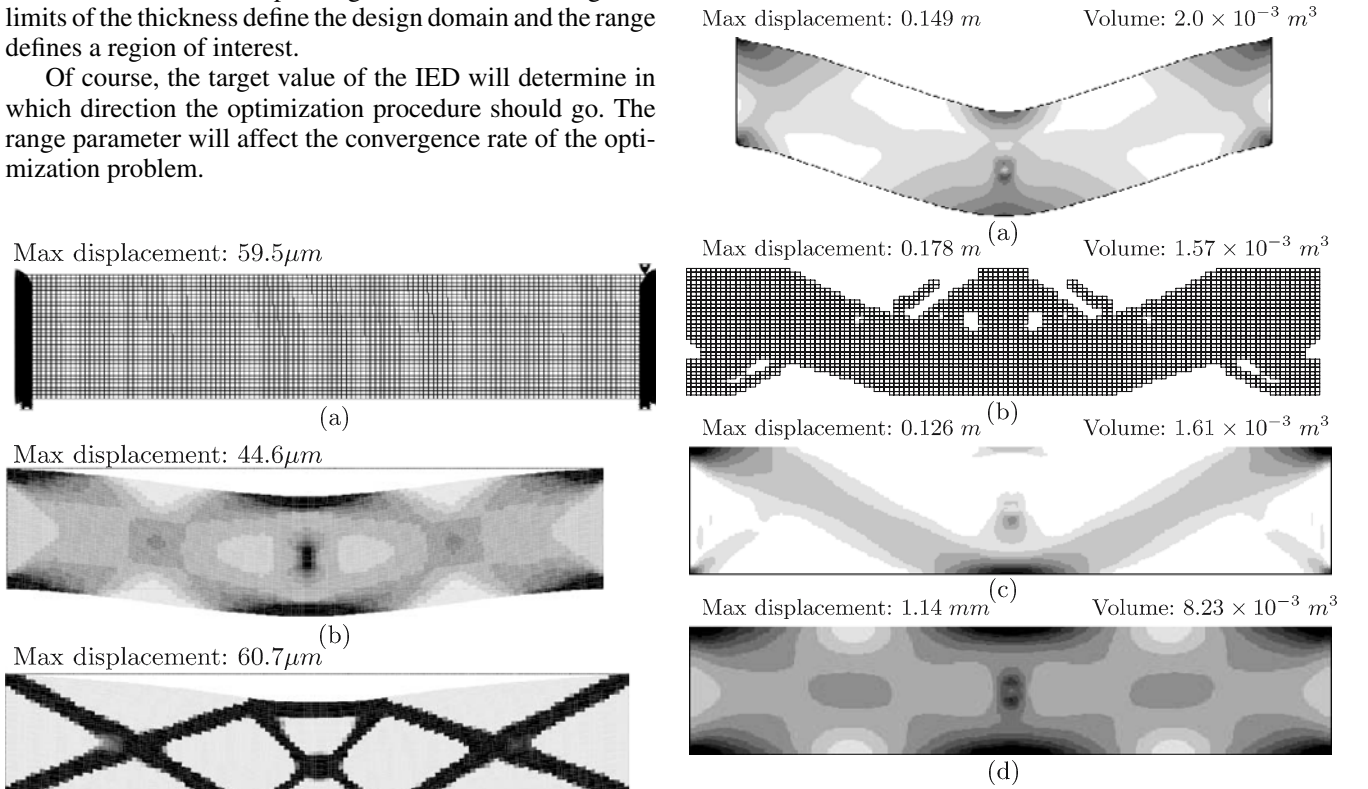 limits of the thickness define the design domain and the range
defines a region of interest.
Of course, the target value of the IED will determine in
which direction the optimization procedure should go. The
range parameter will affect the convergence rate of the opti-
mization problem.
Max displacement: 59.5μm
(a)
Max displacement: 44.6μm
(b)
Max displacement: 60.7μm
Max displacement: 0.149 m Volume: 2.0 × 10⁻³ m³
(a)
Max displacement: 0.178 m Volume: 1.57 × 10⁻³ m³
(b)
Max displacement: 0.126 m Volume: 1.61 × 10⁻³ m³
(c)
Max displacement: 1.14 mm Volume: 8.23 × 10⁻³ m³
(d)